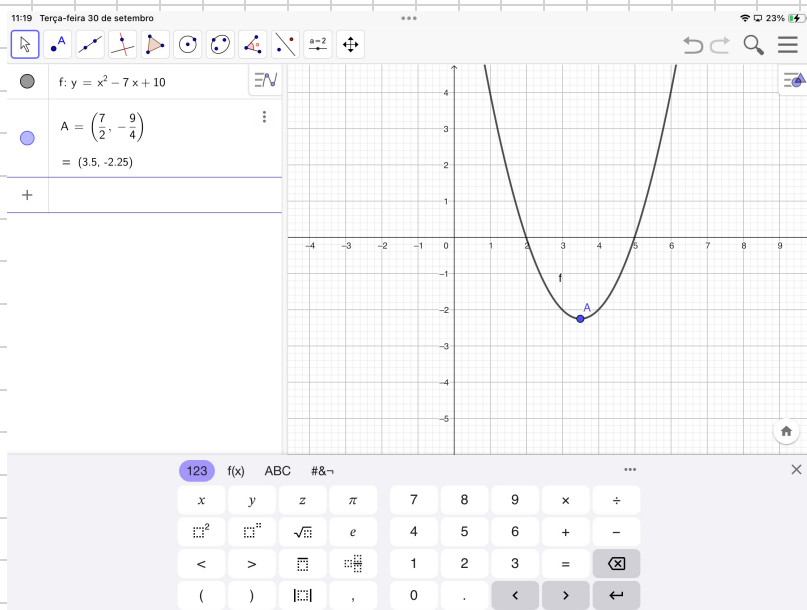 11:19 Terça-feira 30 de setembro
23%
A
a=2
f: y = x² − 7 x + 10
A = (7/2, −9/4)
= (3.5, -2.25)
+
4
3
2
1
−4 −3 −2 −1 0 1 2 3 4 5 6 7 8 9
−1
f
−2
A
−3
−4
−5
123 f(x) ABC #&¬
x y z π 7 8 9 × ÷
□² □^□ √□ e 4 5 6 + −
< > 1 2 3 =
( ) |□| , 0 . < >